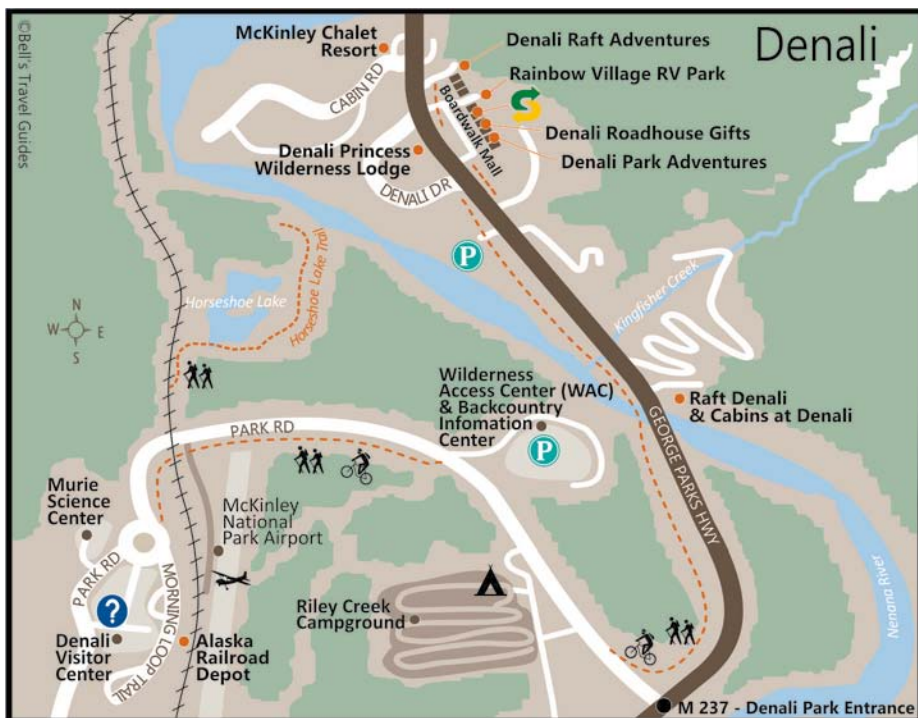 ©Bell's Travel Guides
Denali
McKinley Chalet
Resort
Denali Raft Adventures
Rainbow Village RV Park
CABIN RD
Boardwalk Mall
Denali Roadhouse Gifts
Denali Park Adventures
Denali Princess
Wilderness Lodge
DENALI DR
P
Horseshoe Lake
Horseshoe Lake Trail
Kingfisher Creek
N
W
E
S
Wilderness
Access Center (WAC)
& Backcountry
Infomation
Center
P
Raft Denali
& Cabins at Denali
PARK RD
GEORGE PARKS HWY
Murie
Science
Center
McKinley
National
Park Airport
PARK RD
MORNING LOOP TRAIL
Nenana River
Riley Creek
Campground
?
Denali
Visitor
Center
Alaska
Railroad
Depot
M 237 - Denali Park Entrance